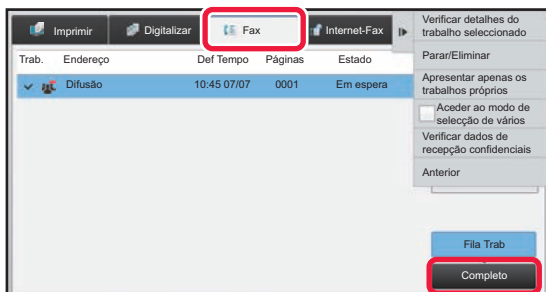 Imprimir Digitalizar Fax Internet-Fax
Trab. Endereço Def Tempo Páginas Estado
Difusão 10:45 07/07 0001 Em espera
Verificar detalhes do
trabalho seleccionado
Parar/Eliminar
Apresentar apenas os
trabalhos próprios
Aceder ao modo de
selecção de vários
Verificar dados de
recepção confidenciais
Anterior
Fila Trab
Completo